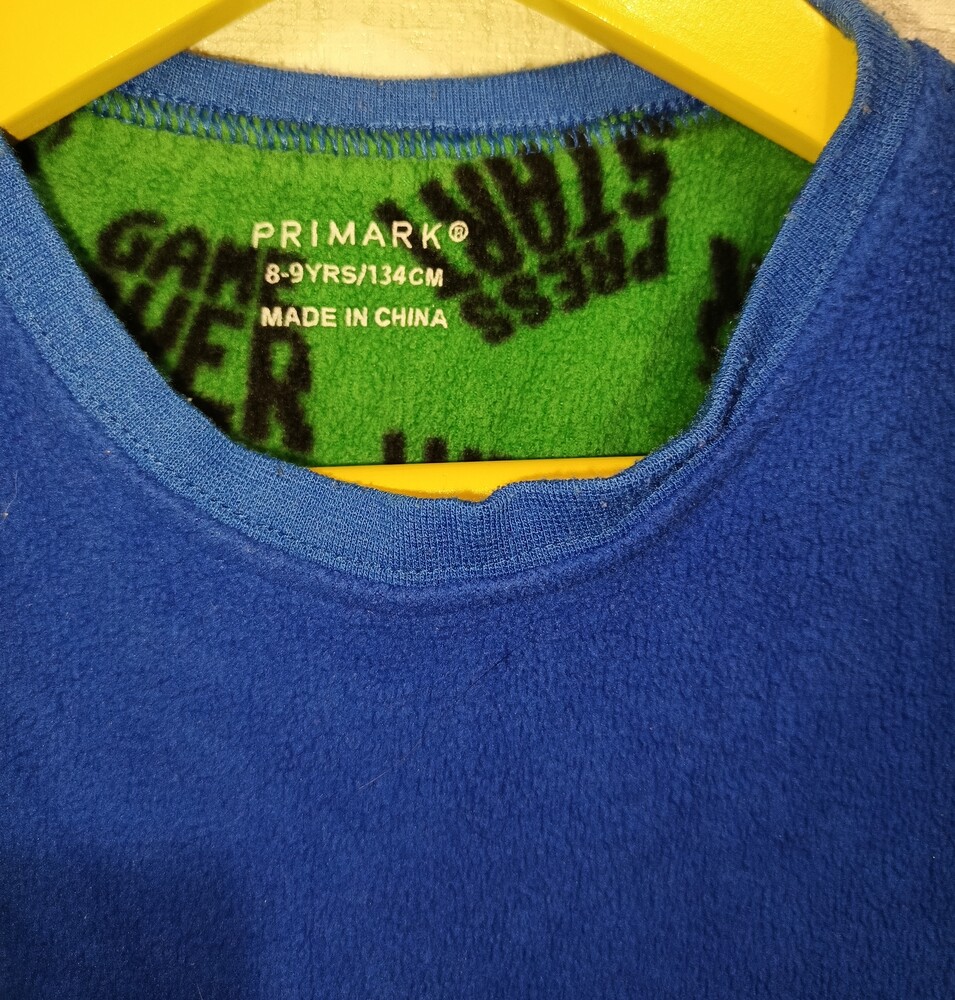 PRIMARK®
8-9YRS/134CM
MADE IN CHINA
GAME
OVER
PRESS
START